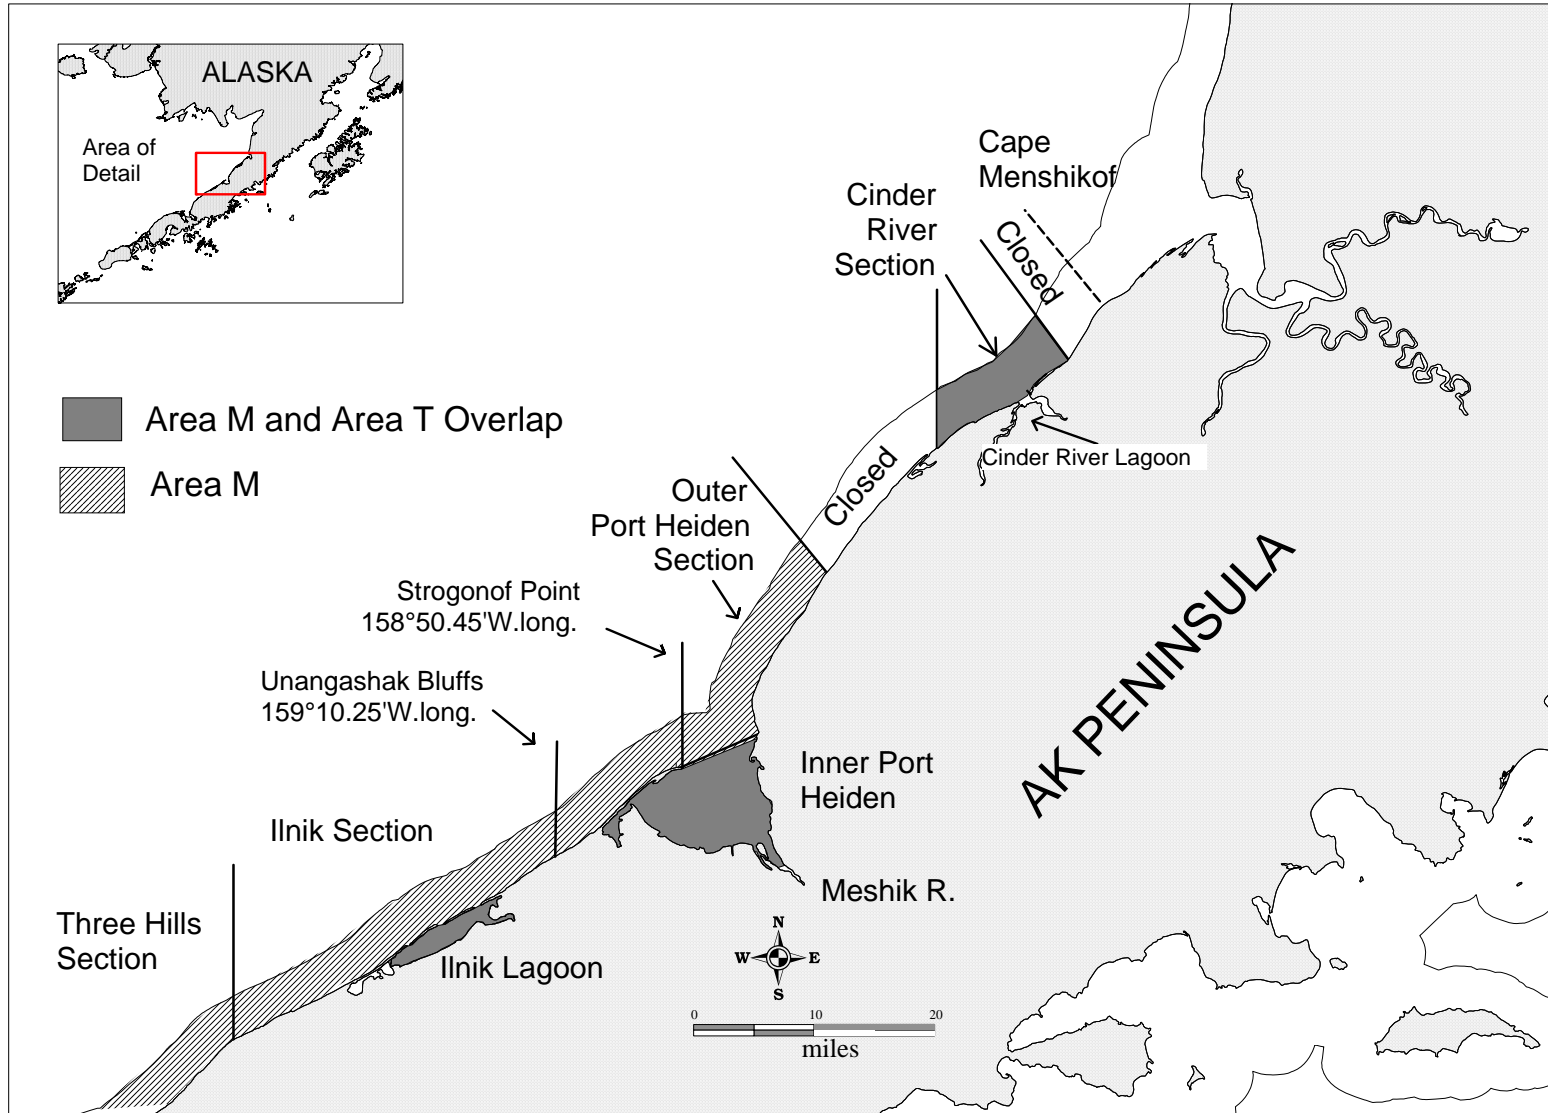 ALASKA
Area of
Detail
Cape
Menshikof
Cinder
River
Section
Closed
Area M and Area T Overlap
Area M
Cinder River Lagoon
Closed
Outer
Port Heiden
Section
Strogonof Point
158°50.45'W.long.
Unangashak Bluffs
159°10.25'W.long.
AK PENINSULA
Inner Port
Heiden
Ilnik Section
Meshik R.
Three Hills
Section
Ilnik Lagoon
N
W E
S
0 10 20
miles